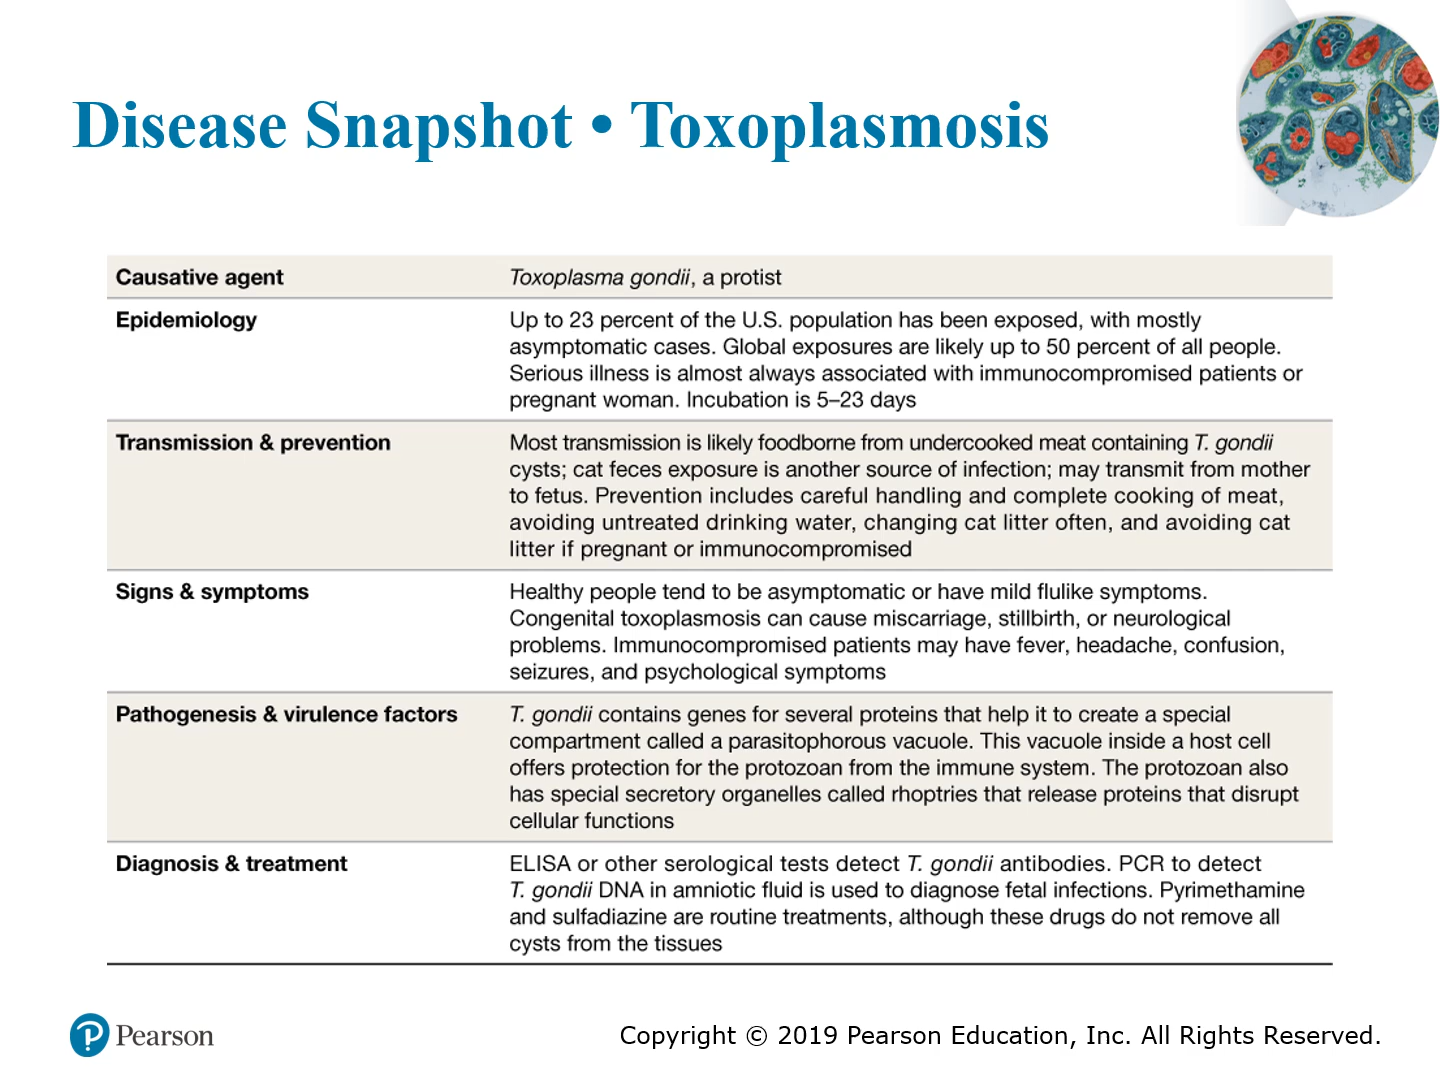 Disease Snapshot • Toxoplasmosis
Causative agent
Toxoplasma gondii, a protist
Epidemiology
Up to 23 percent of the U.S. population has been exposed, with mostly
asymptomatic cases. Global exposures are likely up to 50 percent of all people.
Serious illness is almost always associated with immunocompromised patients or
pregnant woman. Incubation is 5–23 days
Transmission & prevention
Most transmission is likely foodborne from undercooked meat containing T. gondii
cysts; cat feces exposure is another source of infection; may transmit from mother
to fetus. Prevention includes careful handling and complete cooking of meat,
avoiding untreated drinking water, changing cat litter often, and avoiding cat
litter if pregnant or immunocompromised
Signs & symptoms
Healthy people tend to be asymptomatic or have mild flulike symptoms.
Congenital toxoplasmosis can cause miscarriage, stillbirth, or neurological
problems. Immunocompromised patients may have fever, headache, confusion,
seizures, and psychological symptoms
Pathogenesis & virulence factors
T. gondii contains genes for several proteins that help it to create a special
compartment called a parasitophorous vacuole. This vacuole inside a host cell
offers protection for the protozoan from the immune system. The protozoan also
has special secretory organelles called rhoptries that release proteins that disrupt
cellular functions
Diagnosis & treatment
ELISA or other serological tests detect T. gondii antibodies. PCR to detect
T. gondii DNA in amniotic fluid is used to diagnose fetal infections. Pyrimethamine
and sulfadiazine are routine treatments, although these drugs do not remove all
cysts from the tissues
P Pearson
Copyright © 2019 Pearson Education, Inc. All Rights Reserved.